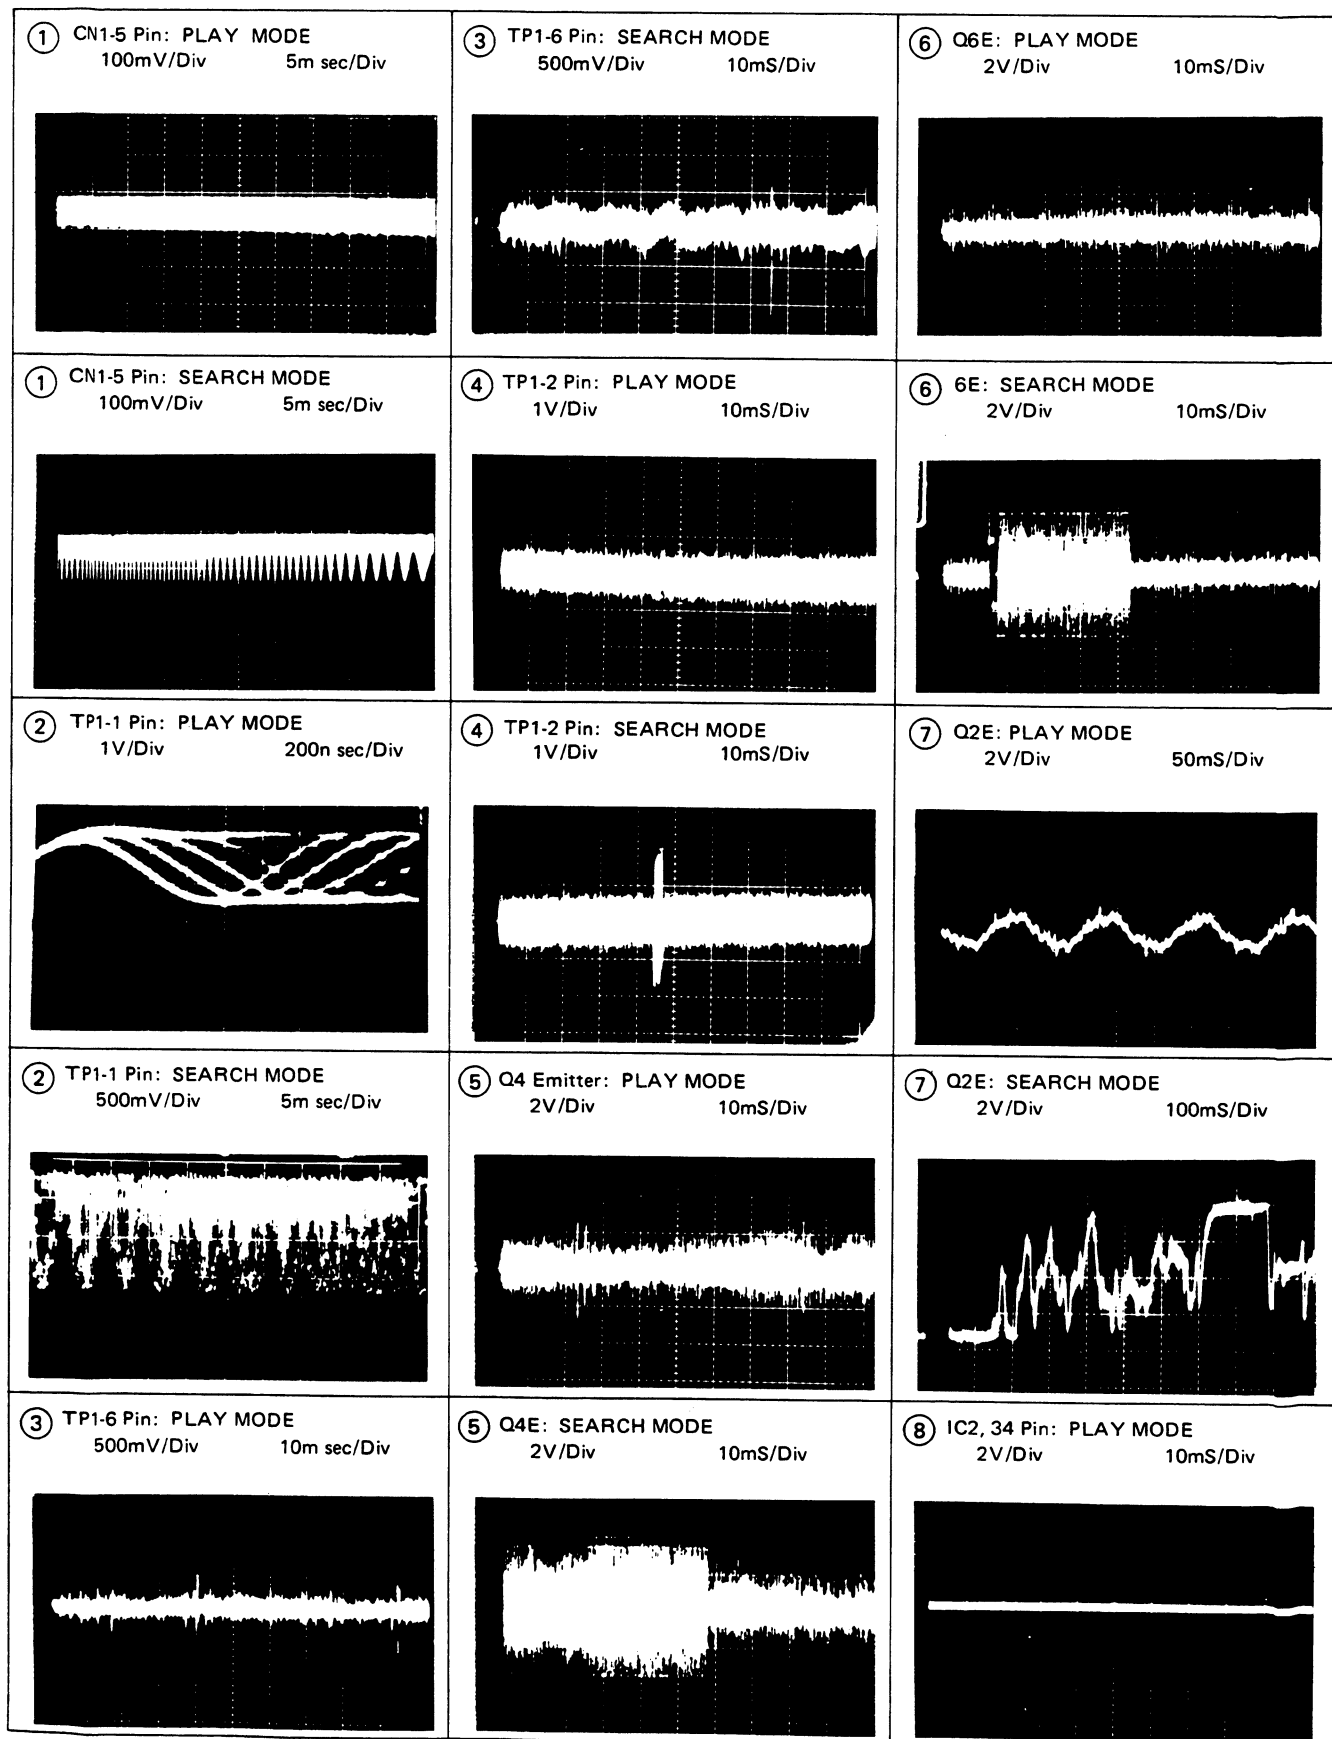 ① CN1-5 Pin: PLAY MODE
100mV/Div 5m sec/Div
① CN1-5 Pin: SEARCH MODE
100mV/Div 5m sec/Div
② TP1-1 Pin: PLAY MODE
1V/Div 200n sec/Div
② TP1-1 Pin: SEARCH MODE
500mV/Div 5m sec/Div
③ TP1-6 Pin: PLAY MODE
500mV/Div 10m sec/Div
③ TP1-6 Pin: SEARCH MODE
500mV/Div 10mS/Div
④ TP1-2 Pin: PLAY MODE
1V/Div 10mS/Div
④ TP1-2 Pin: SEARCH MODE
1V/Div 10mS/Div
⑤ Q4 Emitter: PLAY MODE
2V/Div 10mS/Div
⑤ Q4E: SEARCH MODE
2V/Div 10mS/Div
⑥ Q6E: PLAY MODE
2V/Div 10mS/Div
⑥ 6E: SEARCH MODE
2V/Div 10mS/Div
⑦ Q2E: PLAY MODE
2V/Div 50mS/Div
⑦ Q2E: SEARCH MODE
2V/Div 100mS/Div
⑧ IC2, 34 Pin: PLAY MODE
2V/Div 10mS/Div